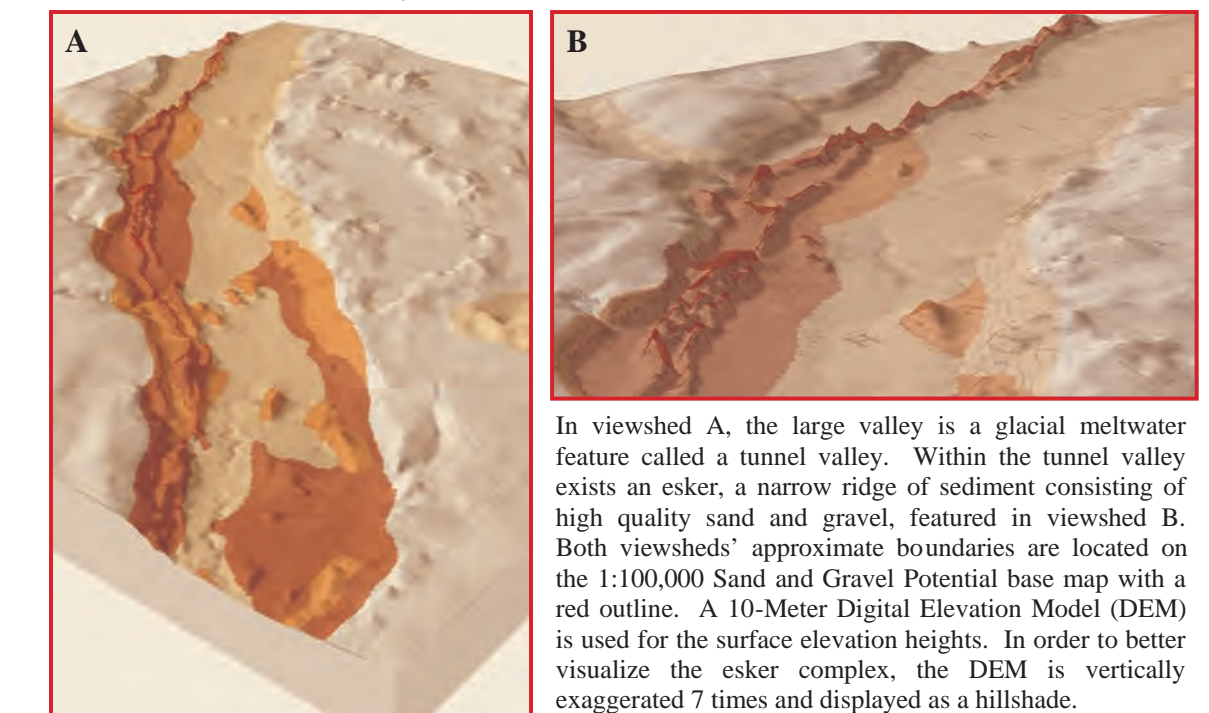 A
B
In viewshed A, the large valley is a glacial meltwater
feature called a tunnel valley. Within the tunnel valley
exists an esker, a narrow ridge of sediment consisting of
high quality sand and gravel, featured in viewshed B.
Both viewsheds' approximate boundaries are located on
the 1:100,000 Sand and Gravel Potential base map with a
red outline. A 10-Meter Digital Elevation Model (DEM)
is used for the surface elevation heights. In order to better
visualize the esker complex, the DEM is vertically
exaggerated 7 times and displayed as a hillshade.